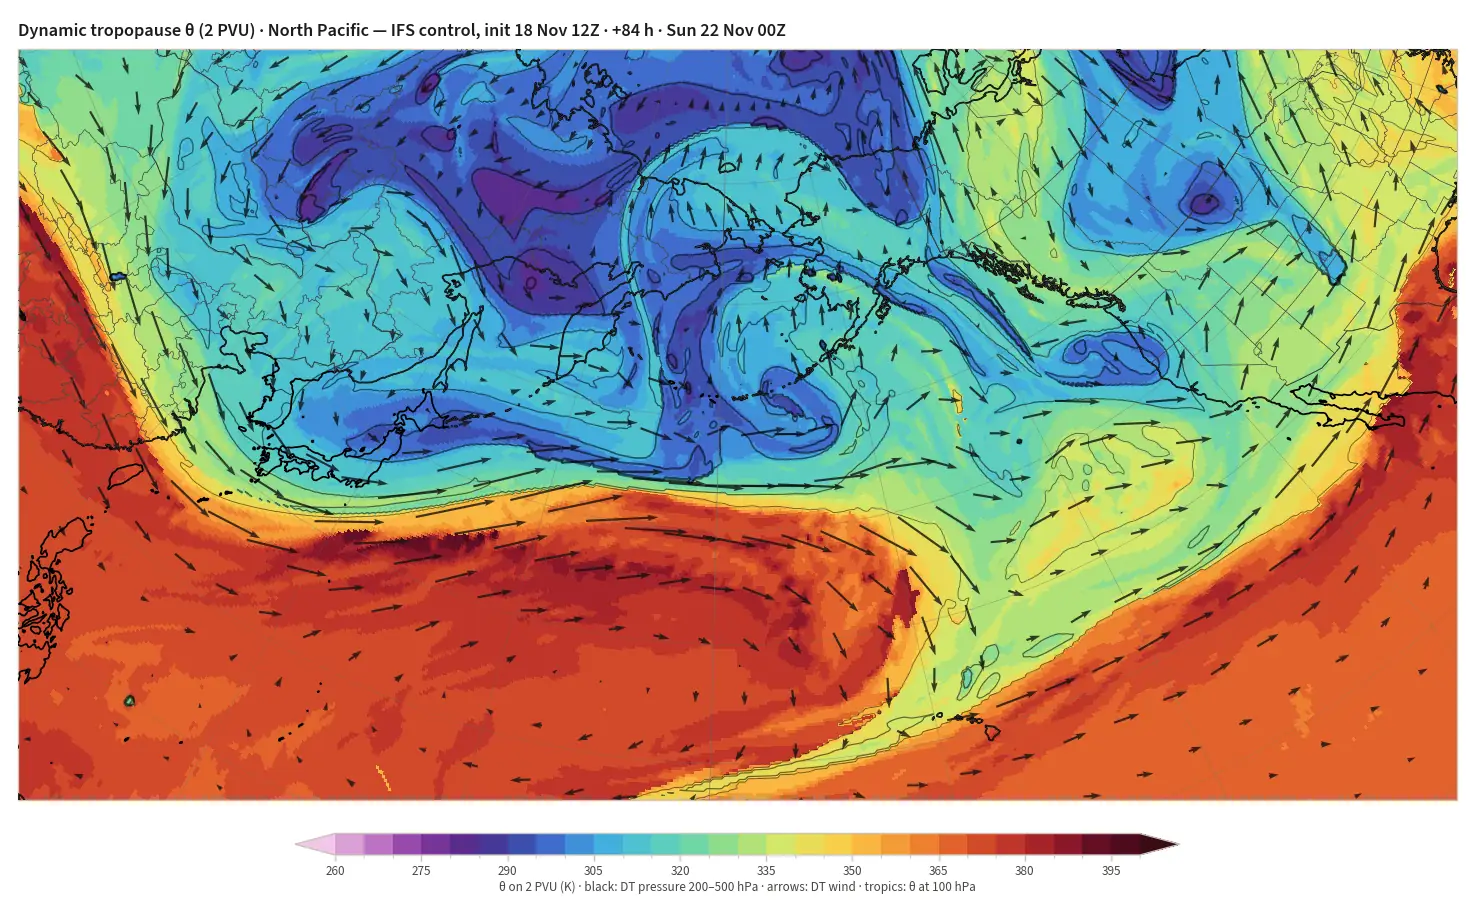 Dynamic tropopause θ (2 PVU) · North Pacific — IFS control, init 18 Nov 12Z · +84 h · Sun 22 Nov 00Z
260 275 290 305 320 335 350 365 380 395
θ on 2 PVU (K) · black: DT pressure 200–500 hPa · arrows: DT wind · tropics: θ at 100 hPa